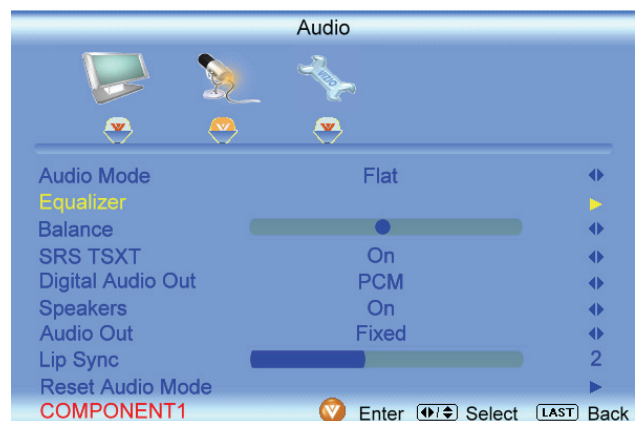 Audio
VIZIO
Audio Mode Flat
Equalizer
Balance
SRS TSXT On
Digital Audio Out PCM
Speakers On
Audio Out Fixed
Lip Sync 2
Reset Audio Mode
COMPONENT1 V Enter Select LAST Back